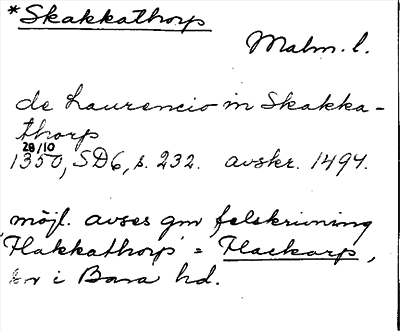 *Skakkathorp
Malm. l.
de Laurencio in Skakka-
thorp
28/10
1350, SD6, s. 232. avskr. 1494.
möjl. avses gm felskrivning
'Flakkathorp' = Flackarp,
i Bara hd.